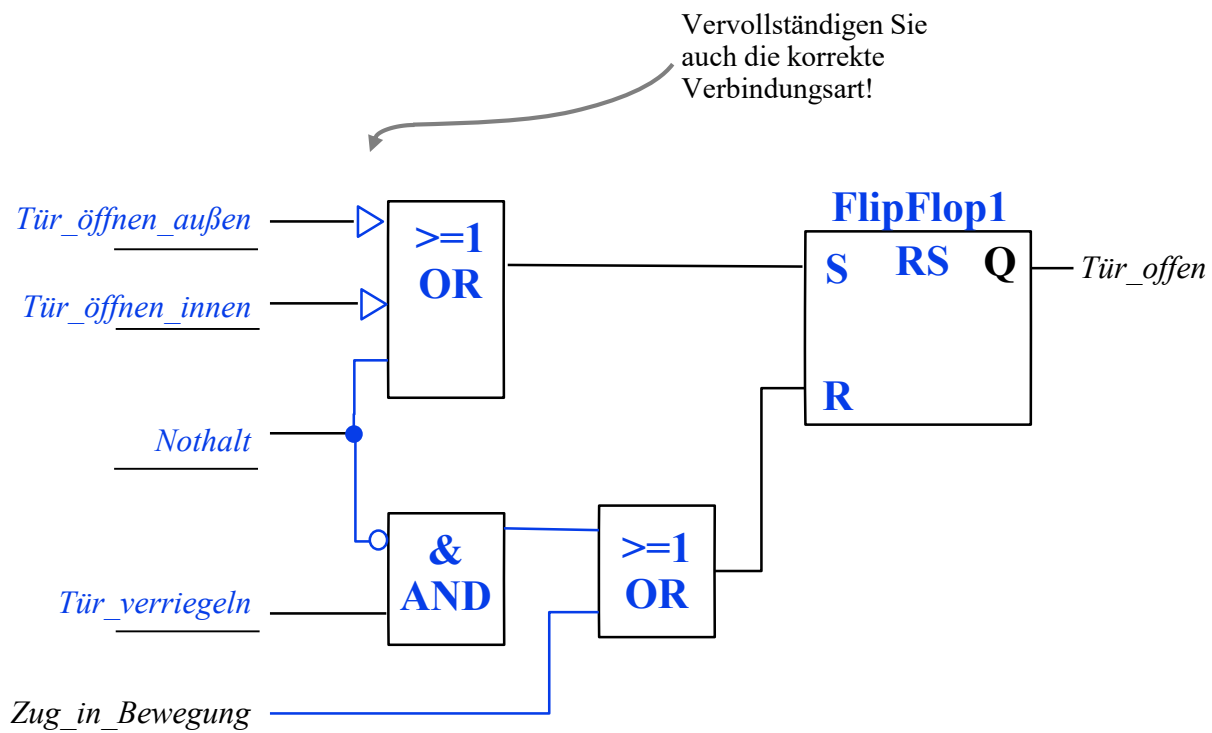 Vervollständigen Sie
auch die korrekte
Verbindungsart!
Tür_öffnen_außen
>=1
OR
FlipFlop1
S RS Q
Tür_offen
Tür_öffnen_innen
R
Nothalt
&
AND
>=1
OR
Tür_verriegeln
Zug_in_Bewegung